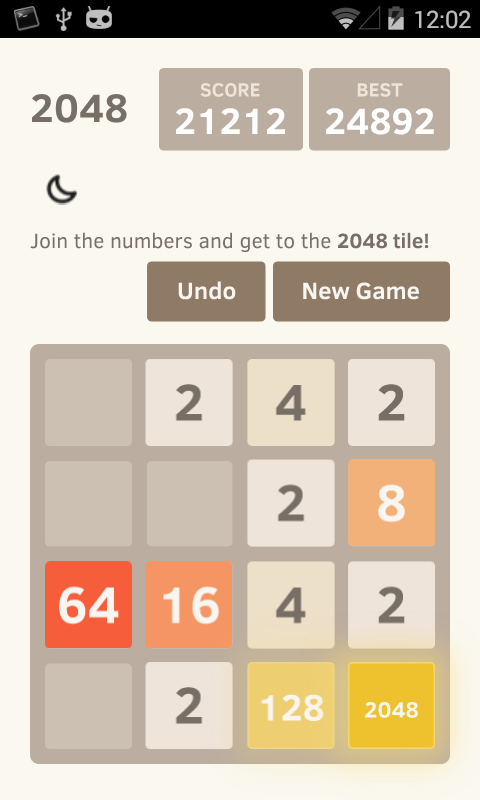 12:02
2048
SCORE
21212
BEST
24892
Join the numbers and get to the 2048 tile!
Undo
New Game
2 4 2
2 8
64 16 4 2
2 128 2048